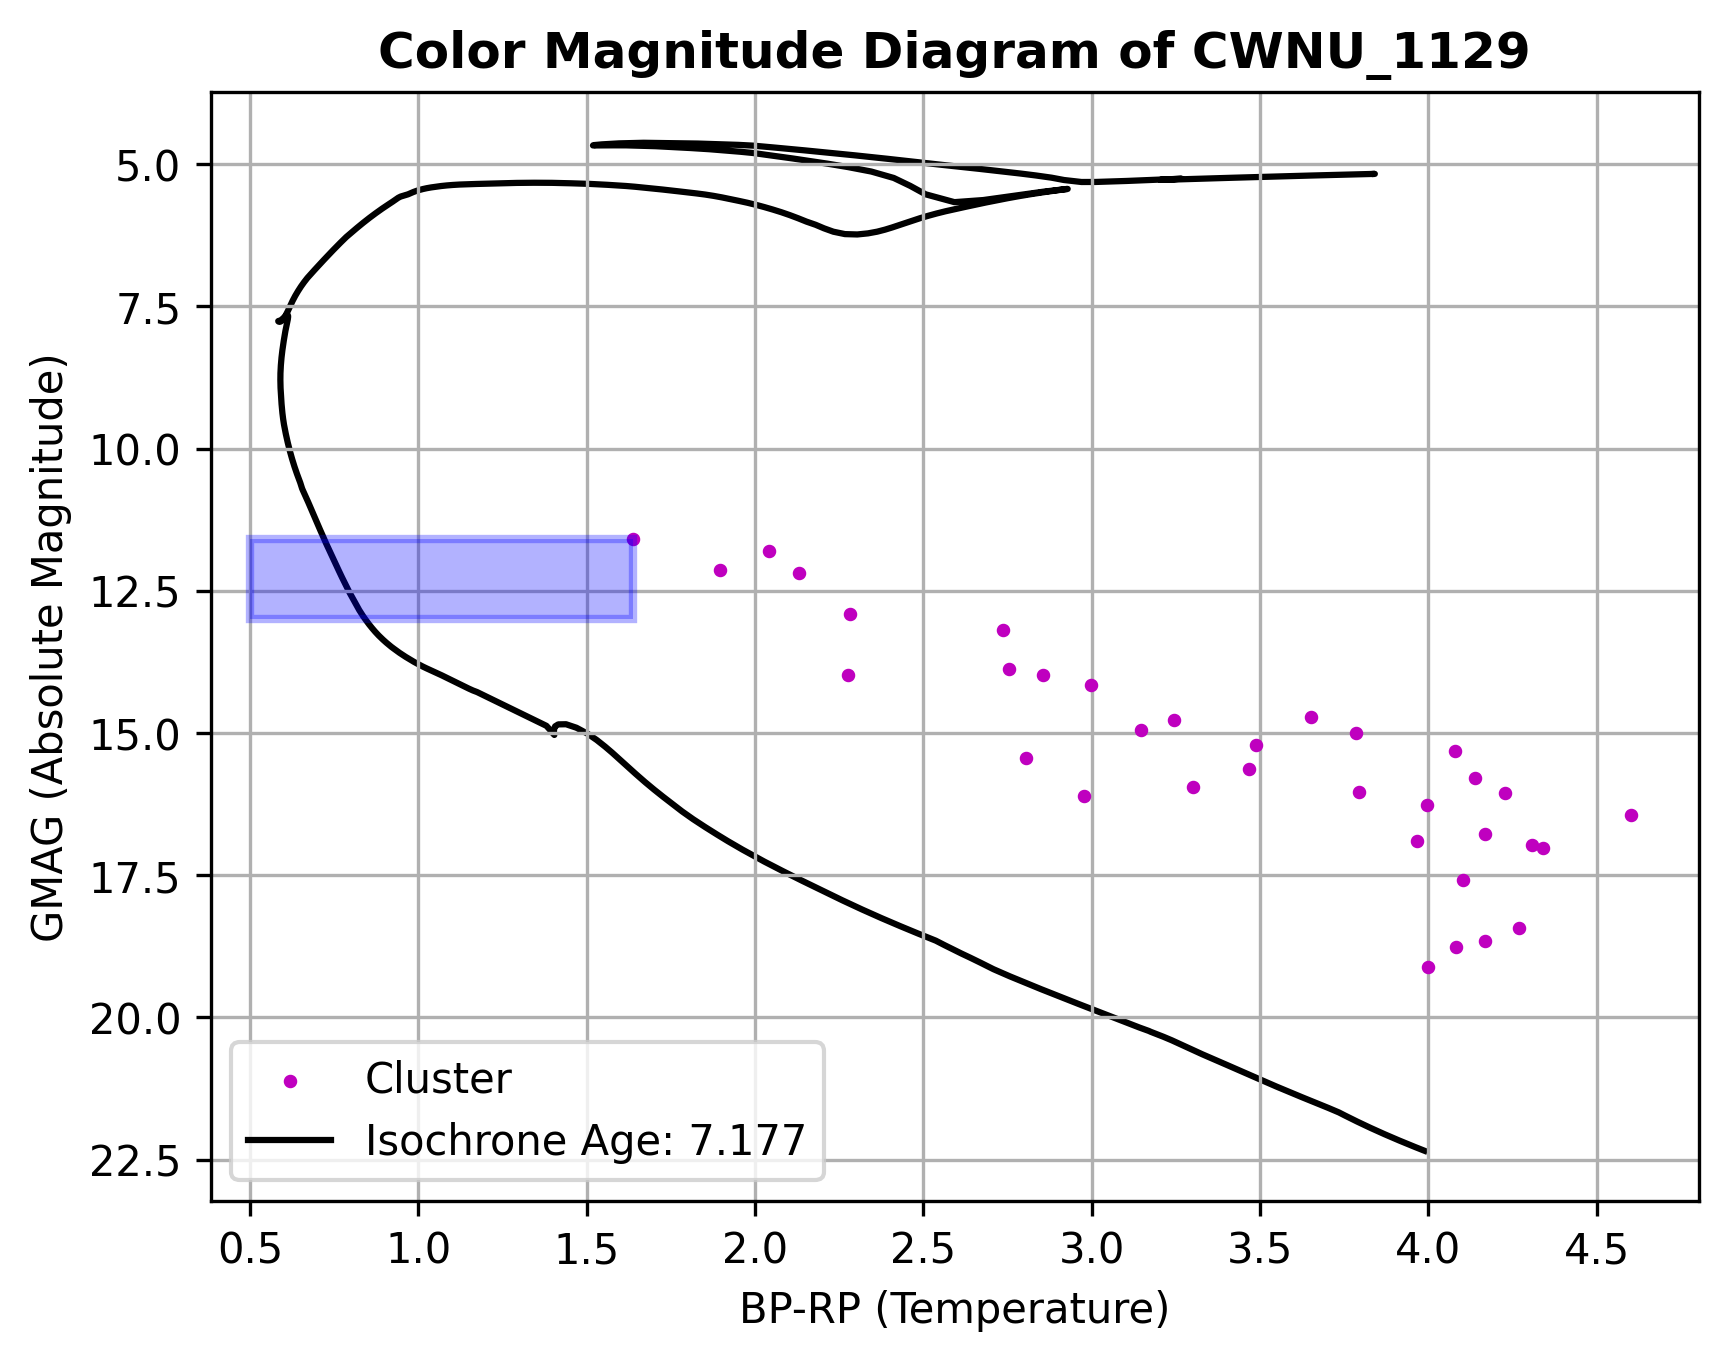 Color Magnitude Diagram of CWNU_1129
GMAG (Absolute Magnitude)
5.0
7.5
10.0
12.5
15.0
17.5
20.0
22.5
Cluster
Isochrone Age: 7.177
0.5 1.0 1.5 2.0 2.5 3.0 3.5 4.0 4.5
BP-RP (Temperature)